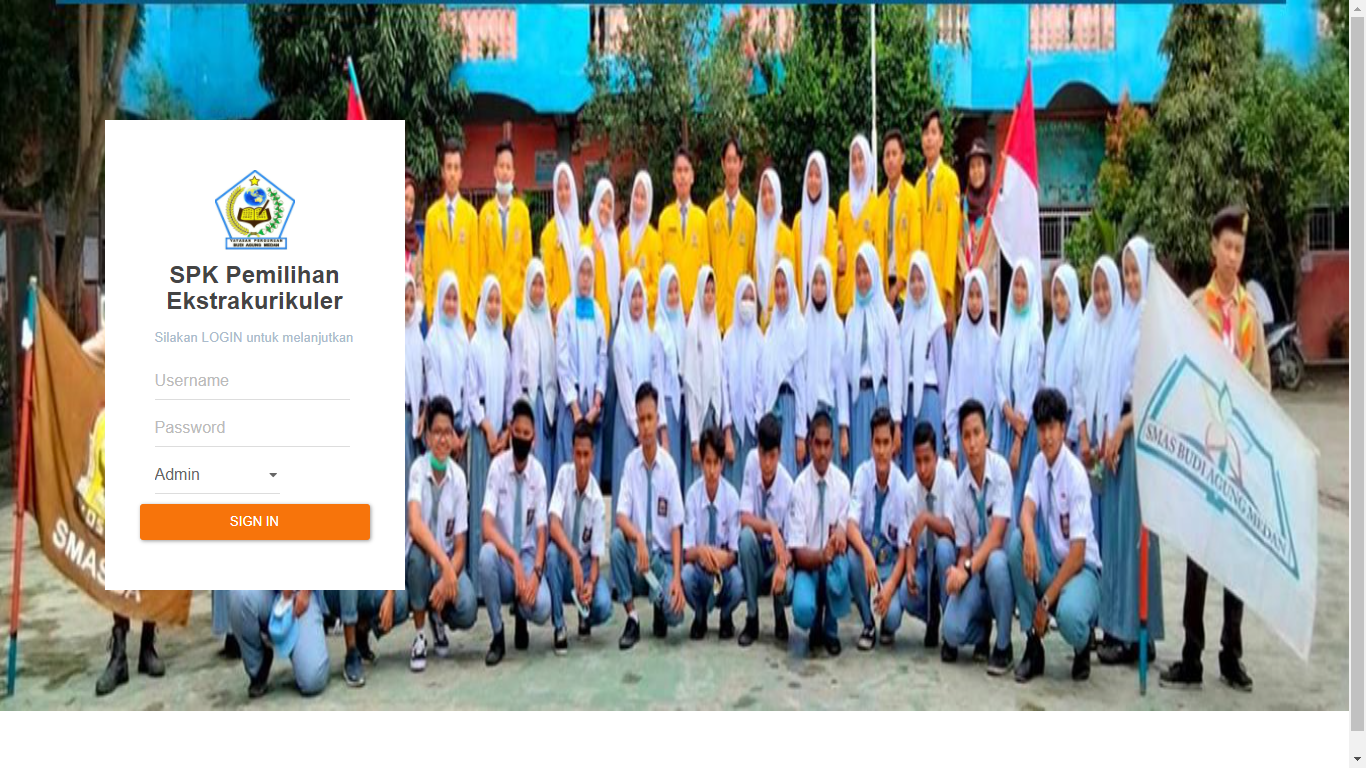 YAYASAN PERGURUAN
BUDI AGUNG MEDAN
SPK Pemilihan
Ekstrakurikuler
Silakan LOGIN untuk melanjutkan
Username
Password
Admin
SIGN IN
SMAS BUDI AGUNG MEDAN